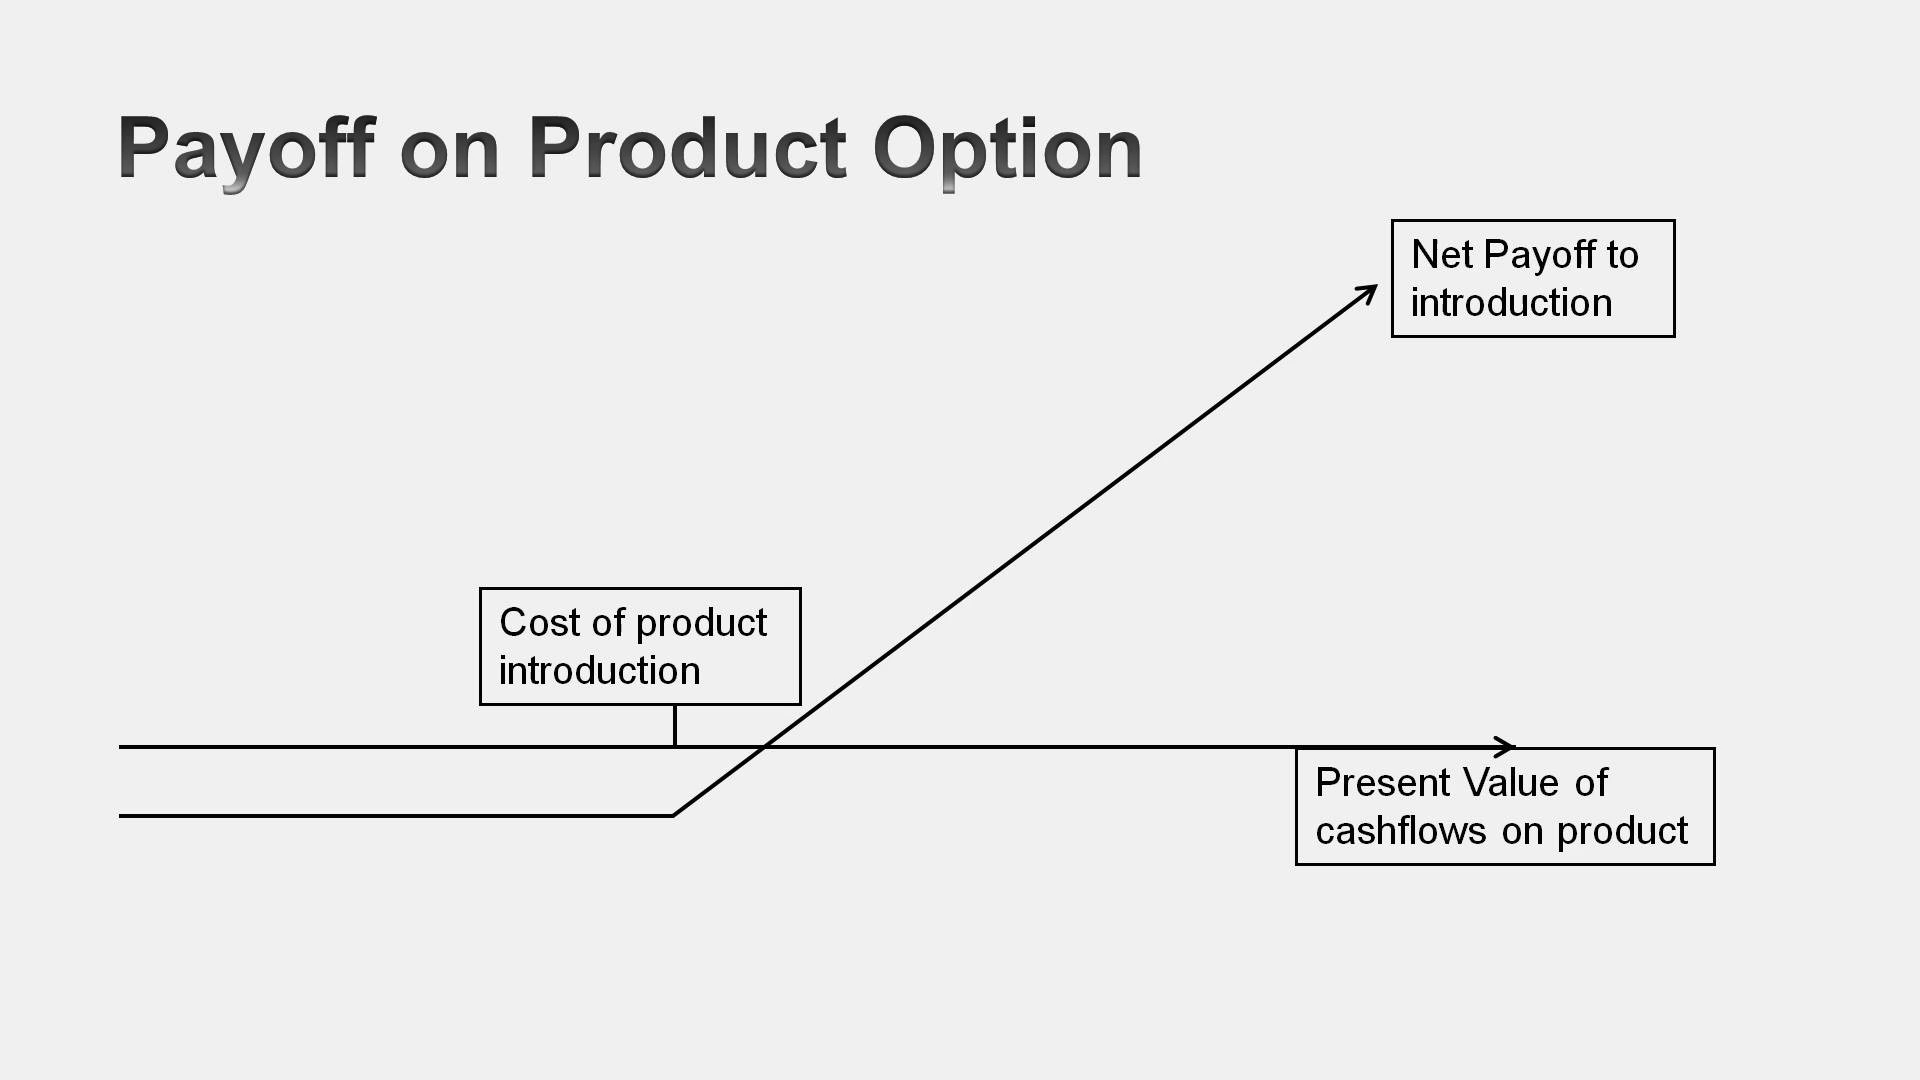 Payoff on Product Option
Net Payoff to
introduction
Cost of product
introduction
Present Value of
cashflows on product